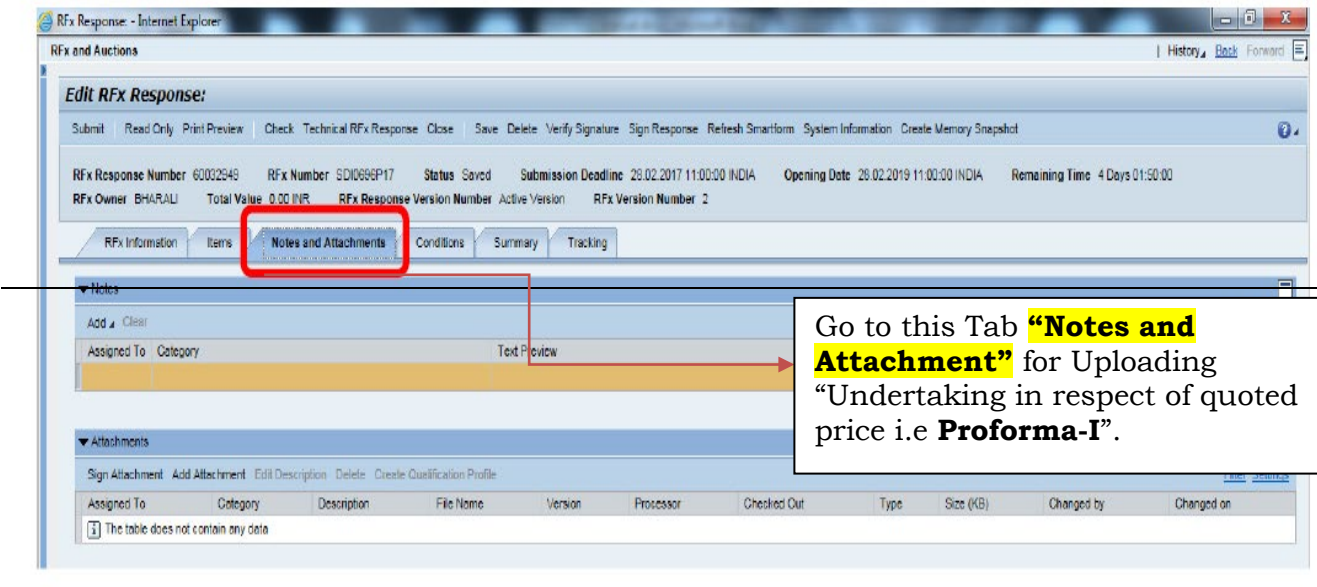 RFx Response: - Internet Explorer
RFx and Auctions
History Back Forward
Edit RFx Response:
Submit Read Only Print Preview Check Technical RFx Response Close Save Delete Verify Signature Sign Response Refresh Smartform System Information Create Memory Snapshot
RFx Response Number 60032949 RFx Number SDI0696P17 Status Saved Submission Deadline 28.02.2017 11:00:00 INDIA Opening Date 28.02.2019 11:00:00 INDIA Remaining Time 4 Days 01:50:00
RFx Owner BHARALI Total Value 0.00 INR RFx Response Version Number Active Version RFx Version Number 2
RFx Information Items Notes and Attachments Conditions Summary Tracking
Notes
Add Clear
Assigned To Category Text Preview
Go to this Tab “Notes and
Attachment” for Uploading
“Undertaking in respect of quoted
price i.e Proforma-I”.
Attachments
Sign Attachment Add Attachment Edit Description Delete Create Qualification Profile
Filter Settings
Assigned To Category Description File Name Version Processor Checked Out Type Size (KB) Changed by Changed on
The table does not contain any data